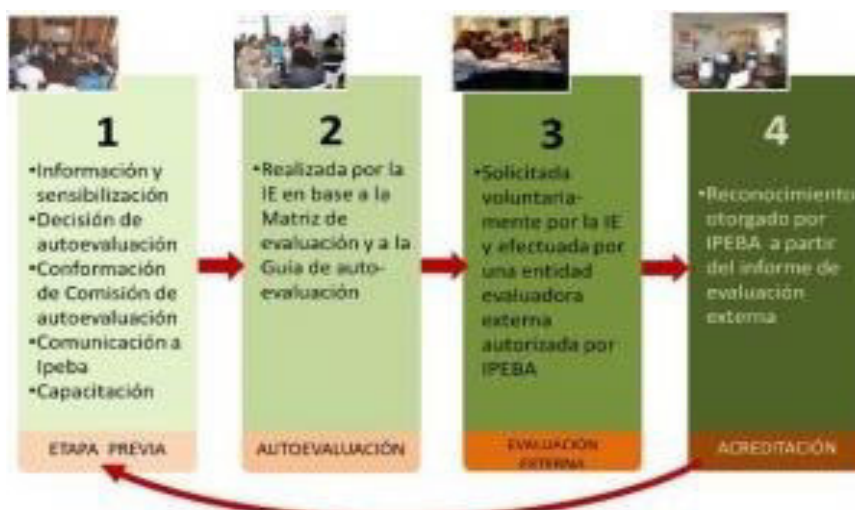 1
•Información y
sensibilización
•Decisión de
autoevaluación
•Conformación
de Comisión de
autoevaluación
•Comunicación a
Ipeba
•Capacitación
ETAPA PREVIA
2
•Realizada por la
IE en base a la
Matriz de
evaluación y a la
Guía de auto-
evaluación
AUTOEVALUACIÓN
3
•Solicitada
voluntaria-
mente por la IE
y efectuada por
una entidad
evaluadora
externa
autorizada por
IPEBA
EVALUACIÓN
EXTERNA
4
•Reconocimiento
otorgado por
IPEBA a partir
del informe de
evaluación
externa
ACREDITACIÓN